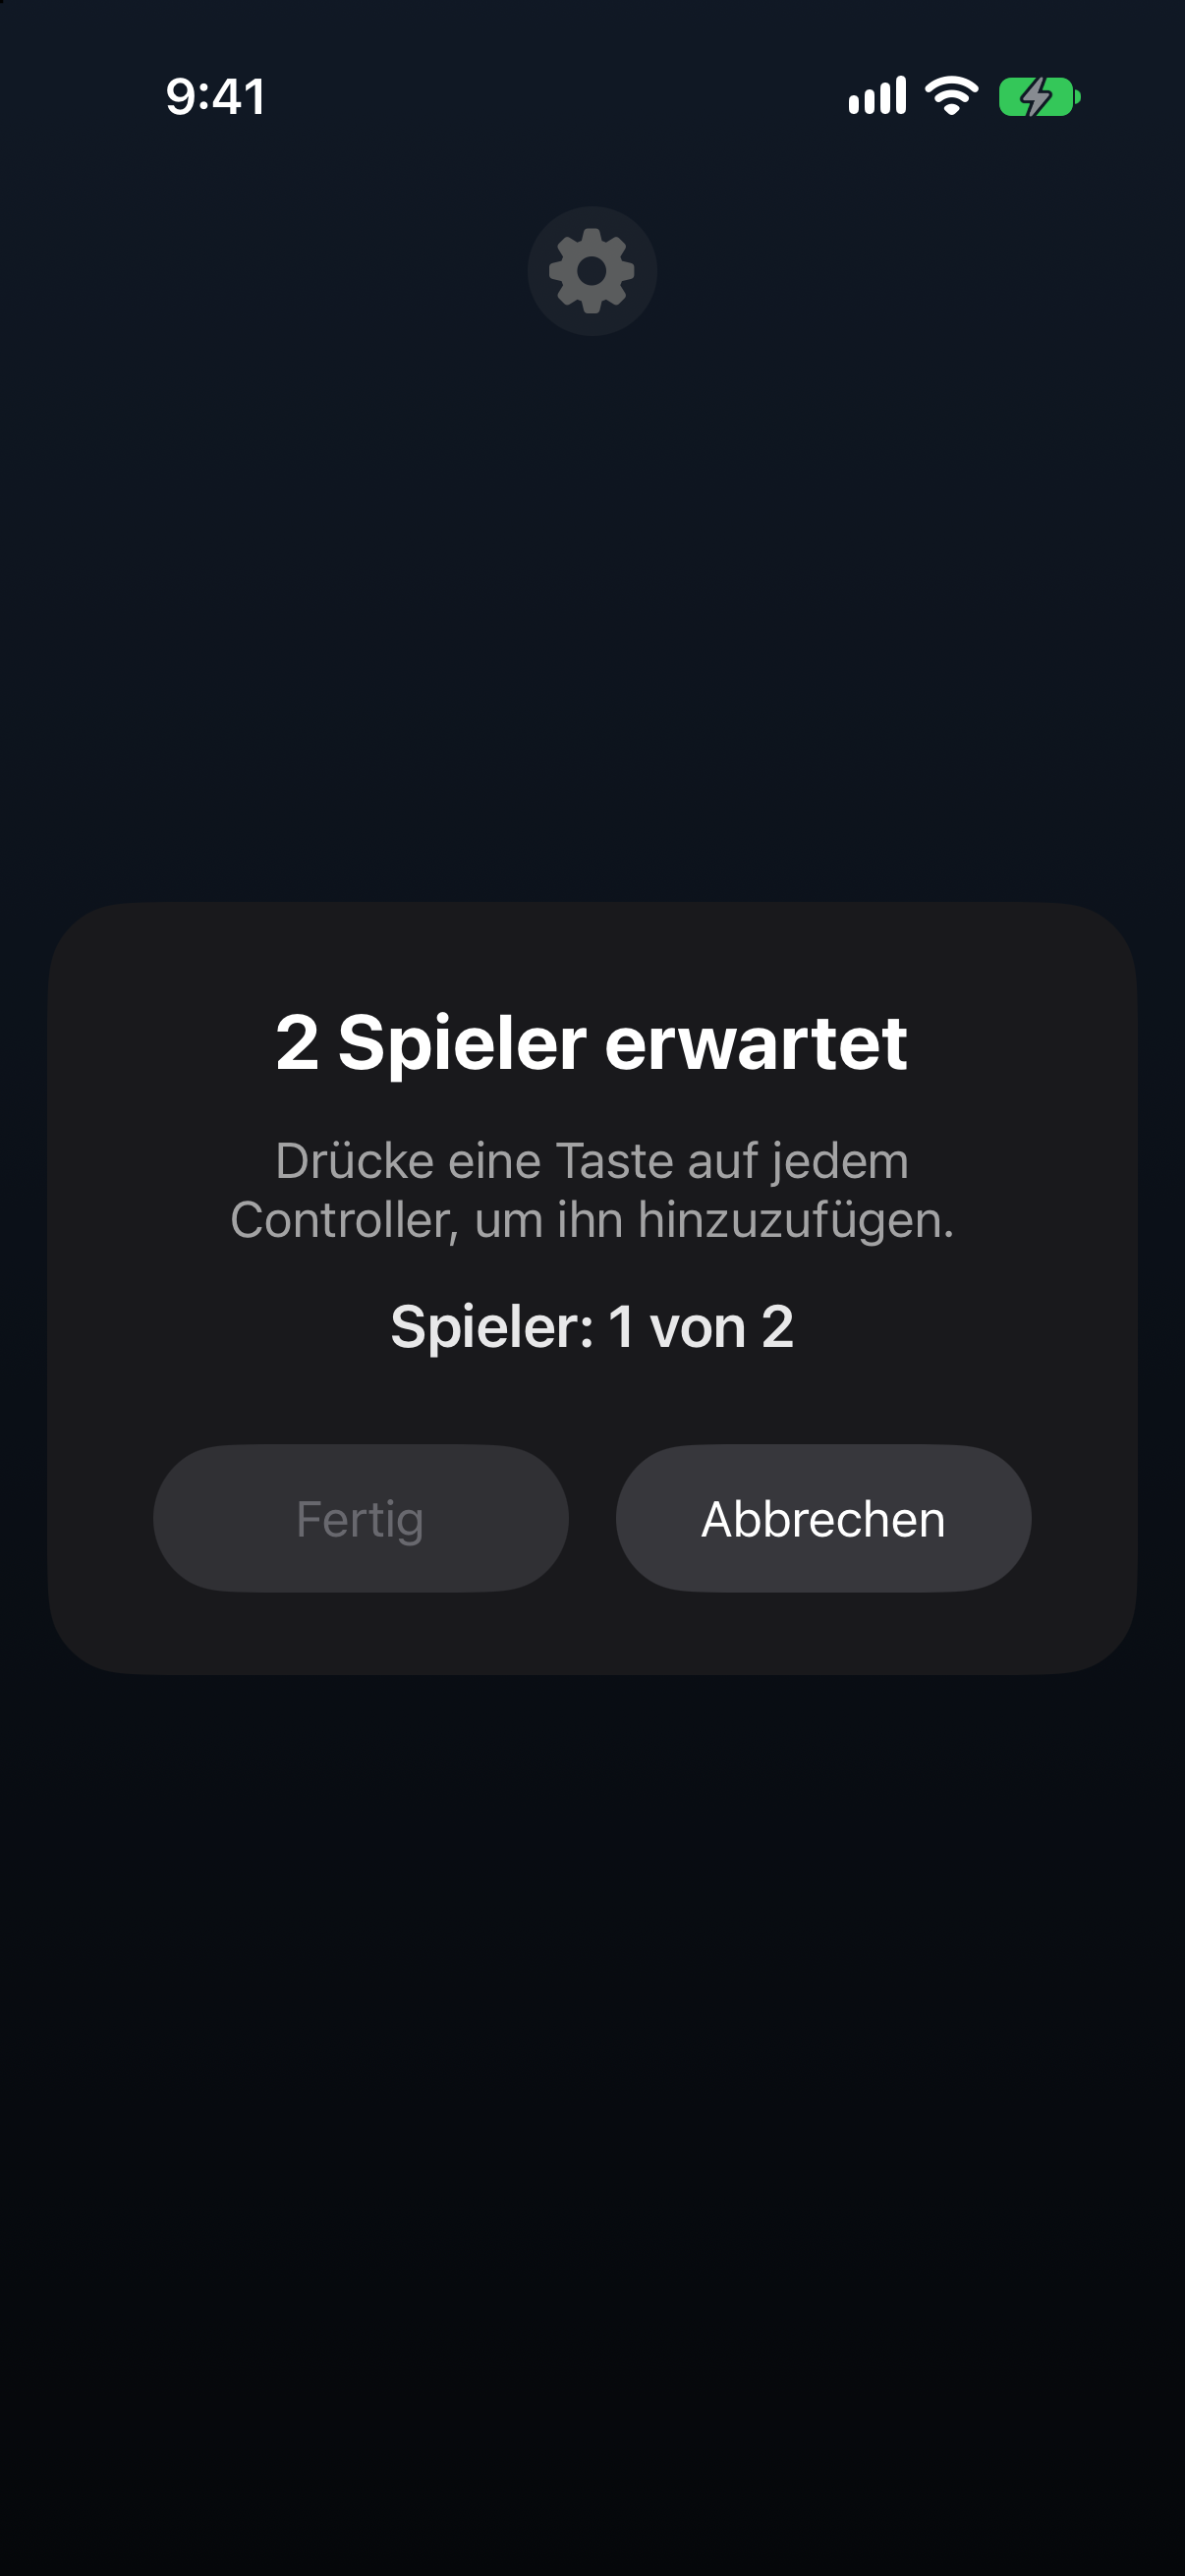 9:41
2 Spieler erwartet
Drücke eine Taste auf jedem
Controller, um ihn hinzuzufügen.
Spieler: 1 von 2
Fertig
Abbrechen